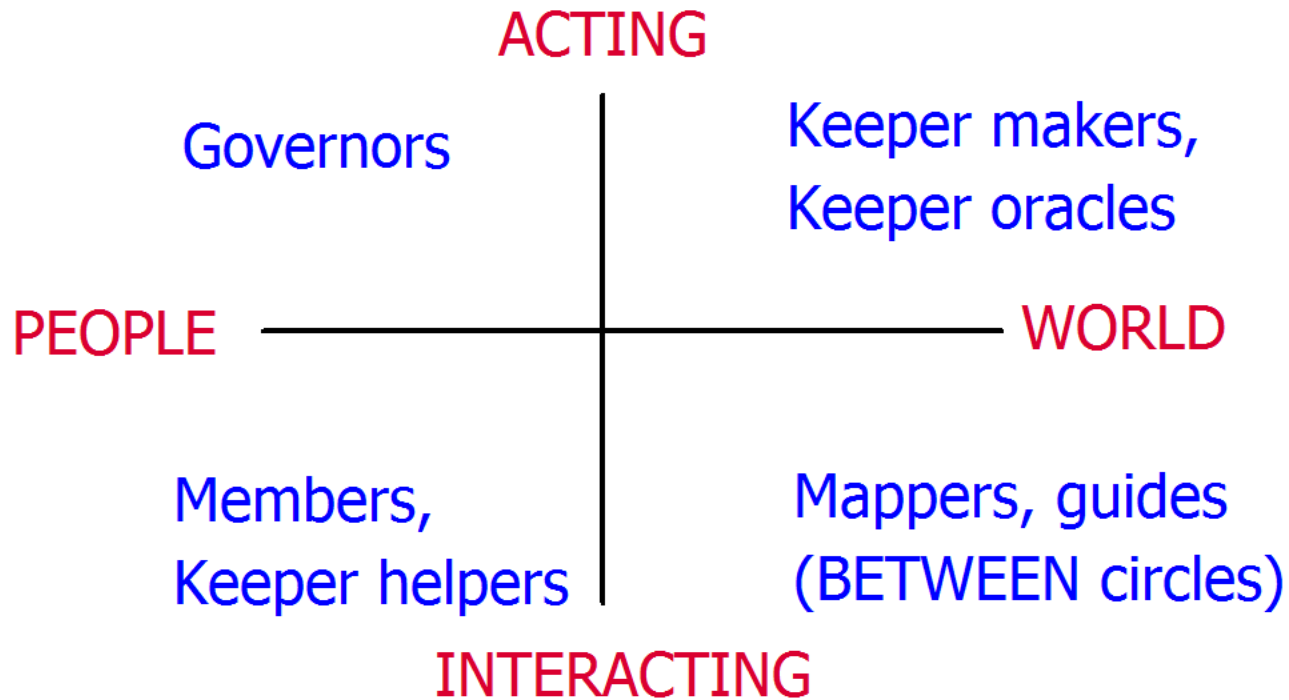 ACTING
Governors
Keeper makers,
Keeper oracles
PEOPLE
WORLD
Members,
Keeper helpers
Mappers, guides
(BETWEEN circles)
INTERACTING